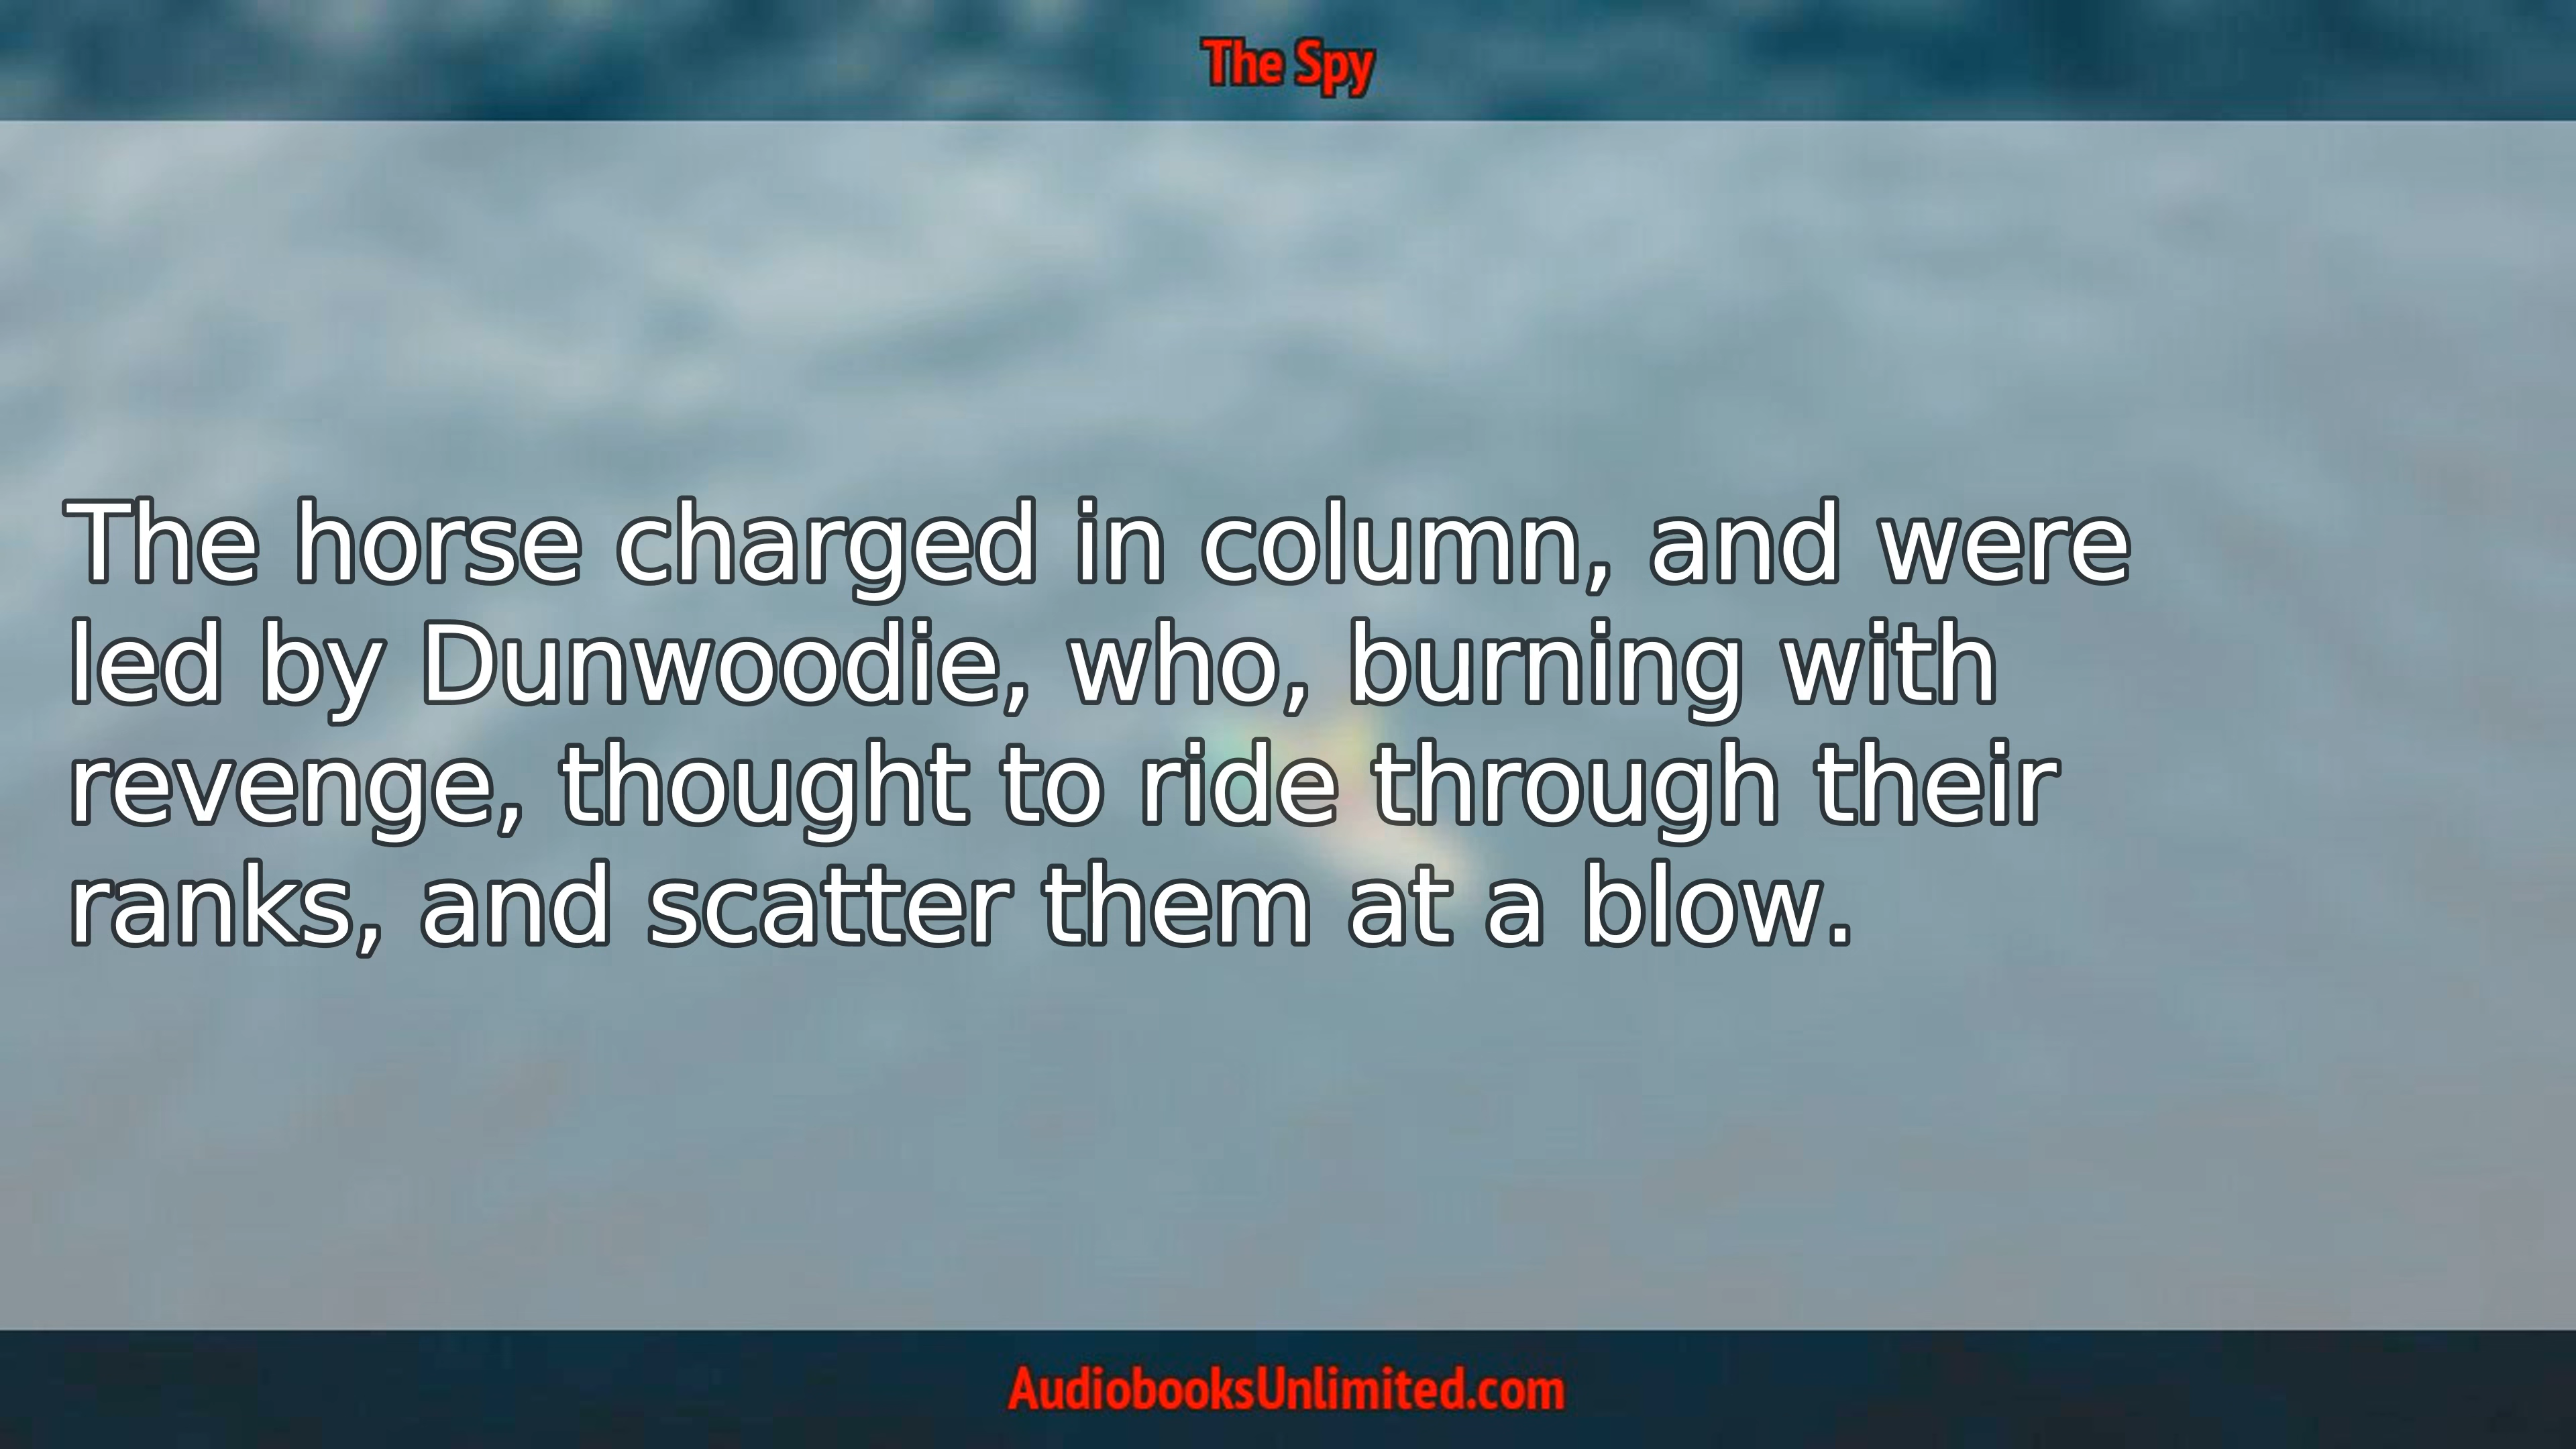 The Spy
The horse charged in column, and were
led by Dunwoodie, who, burning with
revenge, thought to ride through their
ranks, and scatter them at a blow.
AudiobooksUnlimited.com